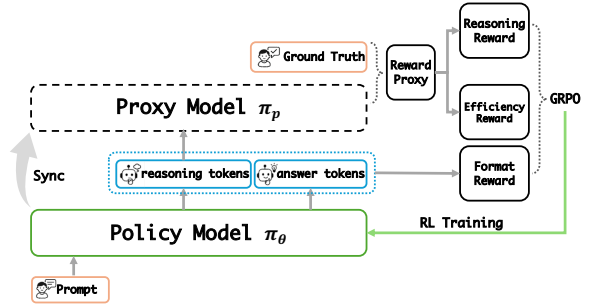 Reasoning
Reward
Ground Truth
Reward
Proxy
Proxy Model πp
Efficiency
Reward
GRPO
reasoning tokens
answer tokens
Format
Reward
Sync
Policy Model πθ
RL Training
Prompt